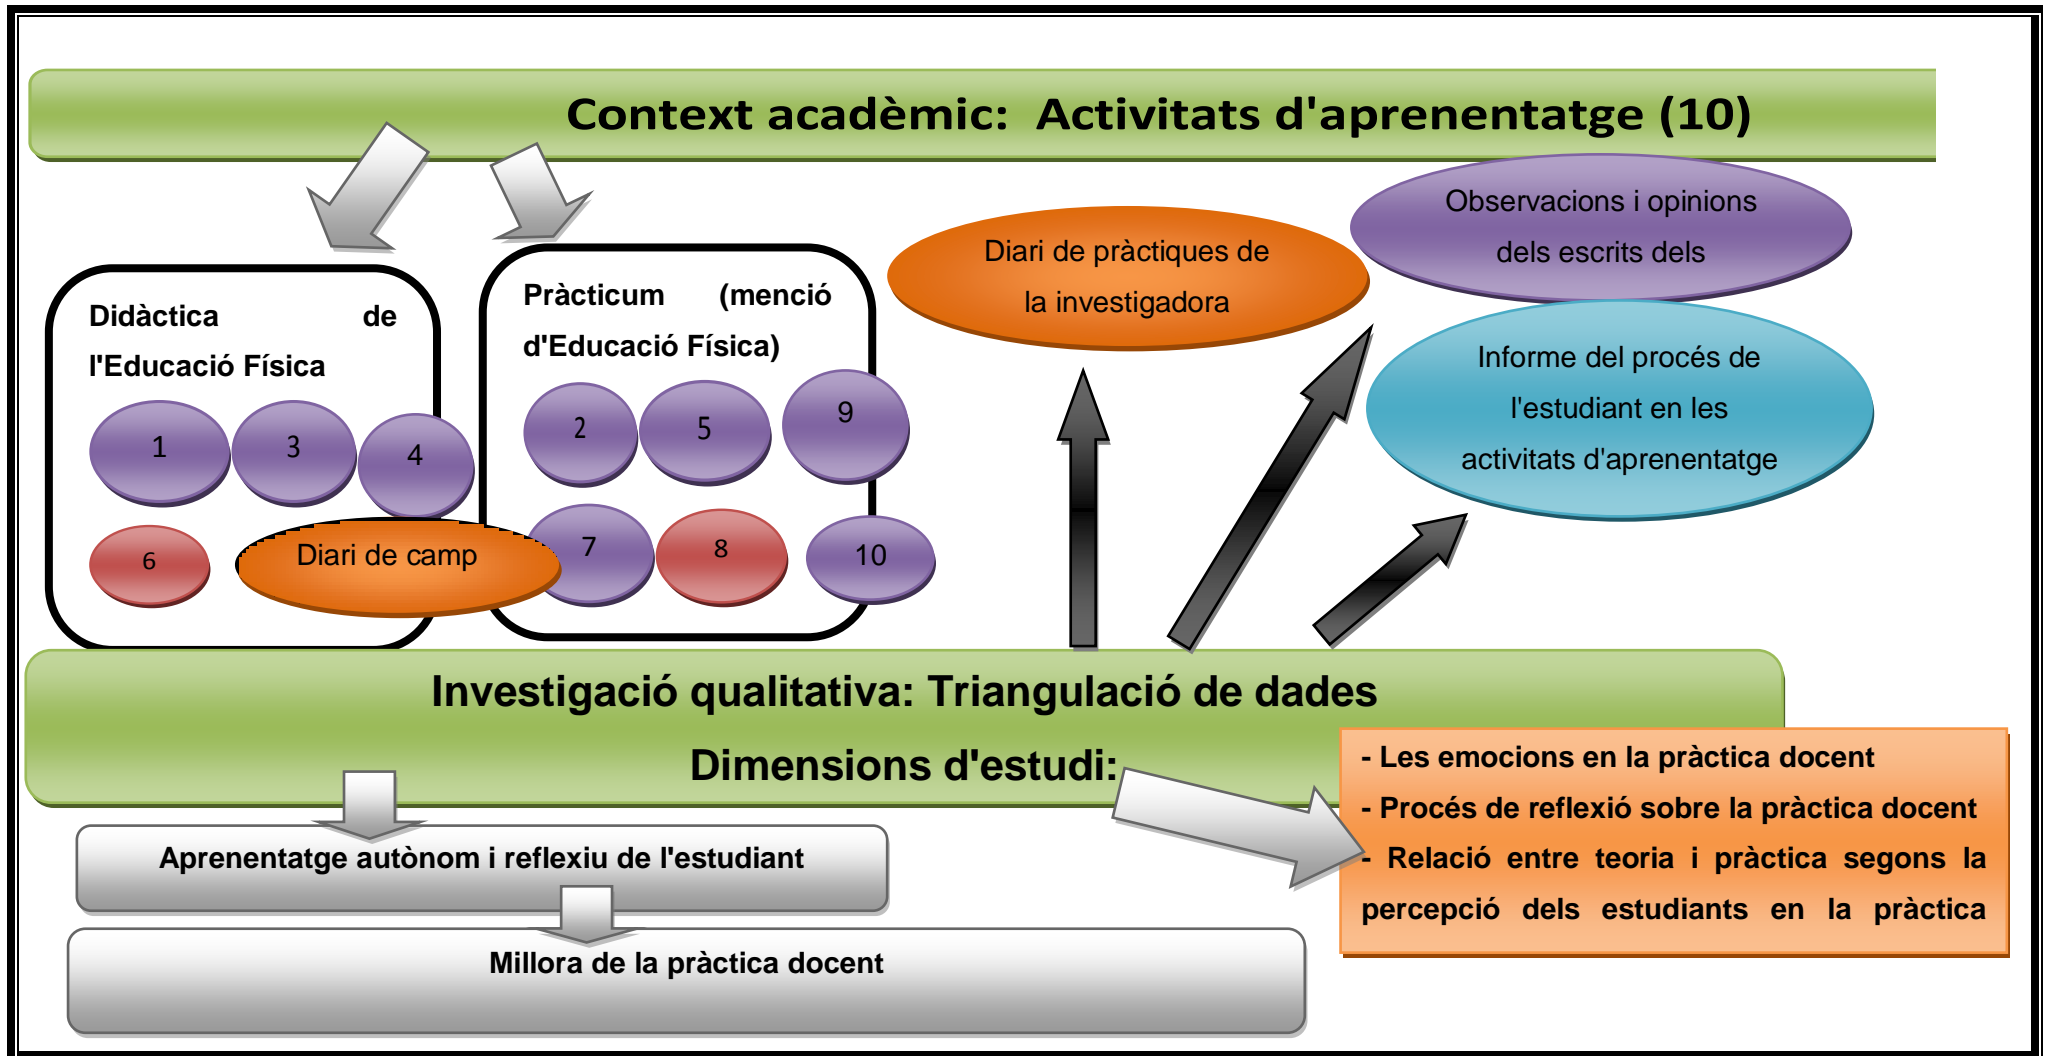 Context acadèmic: Activitats d'aprenentatge (10)
Didàctica de
l'Educació Física
1
3
4
6
Diari de camp
Pràcticum (menció
d'Educació Física)
2
5
9
7
8
10
Diari de pràctiques de
la investigadora
Observacions i opinions
dels escrits dels
Informe del procés de
l'estudiant en les
activitats d'aprenentatge
Investigació qualitativa: Triangulació de dades
Dimensions d'estudi:
- Les emocions en la pràctica docent
- Procés de reflexió sobre la pràctica docent
- Relació entre teoria i pràctica segons la
percepció dels estudiants en la pràctica
Aprenentatge autònom i reflexiu de l'estudiant
Millora de la pràctica docent